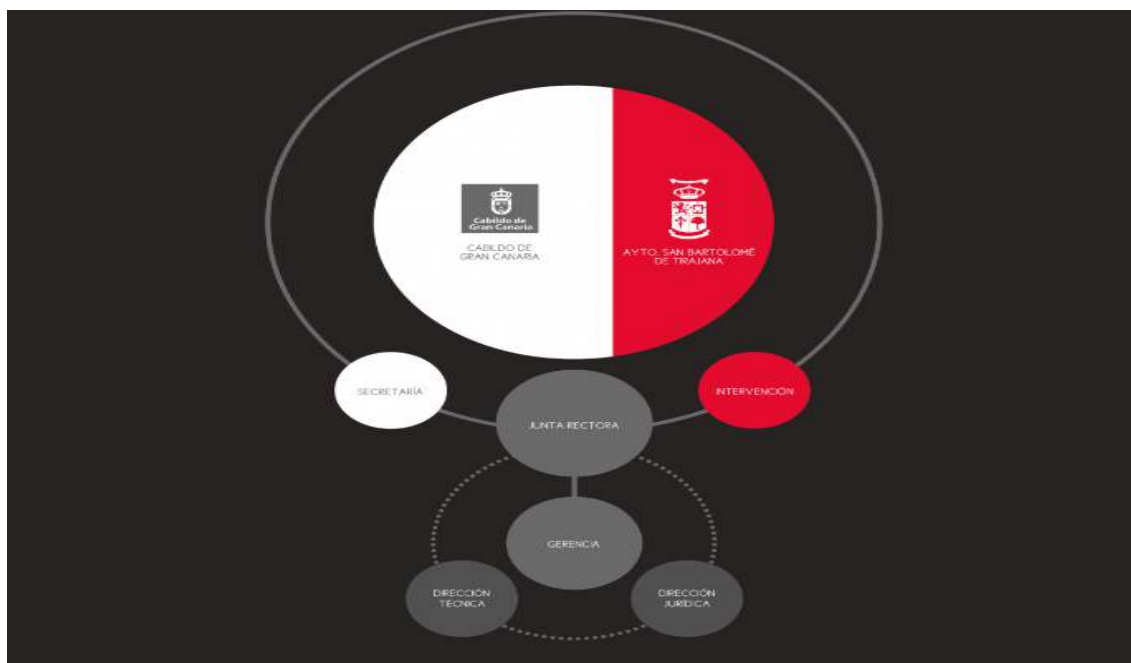 Cabildo de
Gran Canaria
CABILDO DE
GRAN CANARIA
AYTO. SAN BARTOLOMÉ
DE TIRAJANA
SECRETARÍA
INTERVENCIÓN
JUNTA RECTORA
GERENCIA
DIRECCIÓN
TÉCNICA
DIRECCIÓN
JURÍDICA